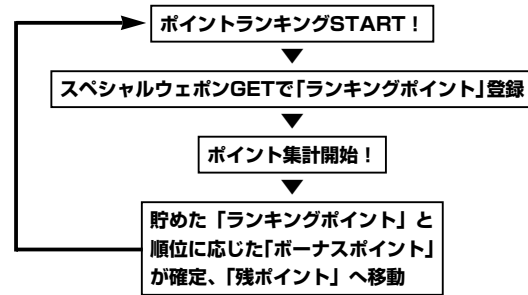 ポイントランキングSTART！
スペシャルウェポンGETで「ランキングポイント」登録
ポイント集計開始！
貯めた「ランキングポイント」と
順位に応じた「ボーナスポイント」
が確定、「残ポイント」へ移動